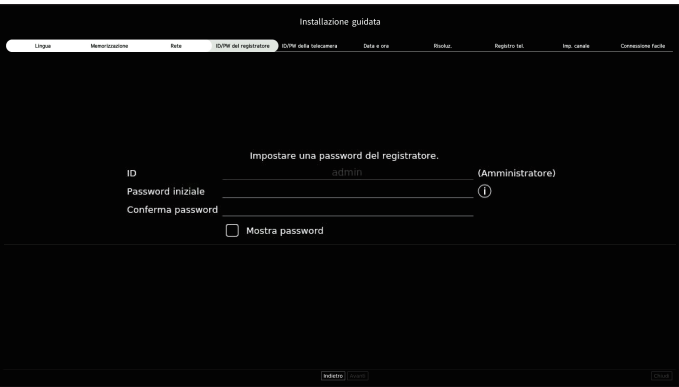 Installazione guidata
Lingua Memorizzazione Rete ID/PW del registratore ID/PW della telecamera Data e ora Risoluz. Registro tel. Imp. canale Connessione facile
Impostare una password del registratore.
ID admin (Amministratore)
Password iniziale
Conferma password
Mostra password
Indietro Avanti Chiudi